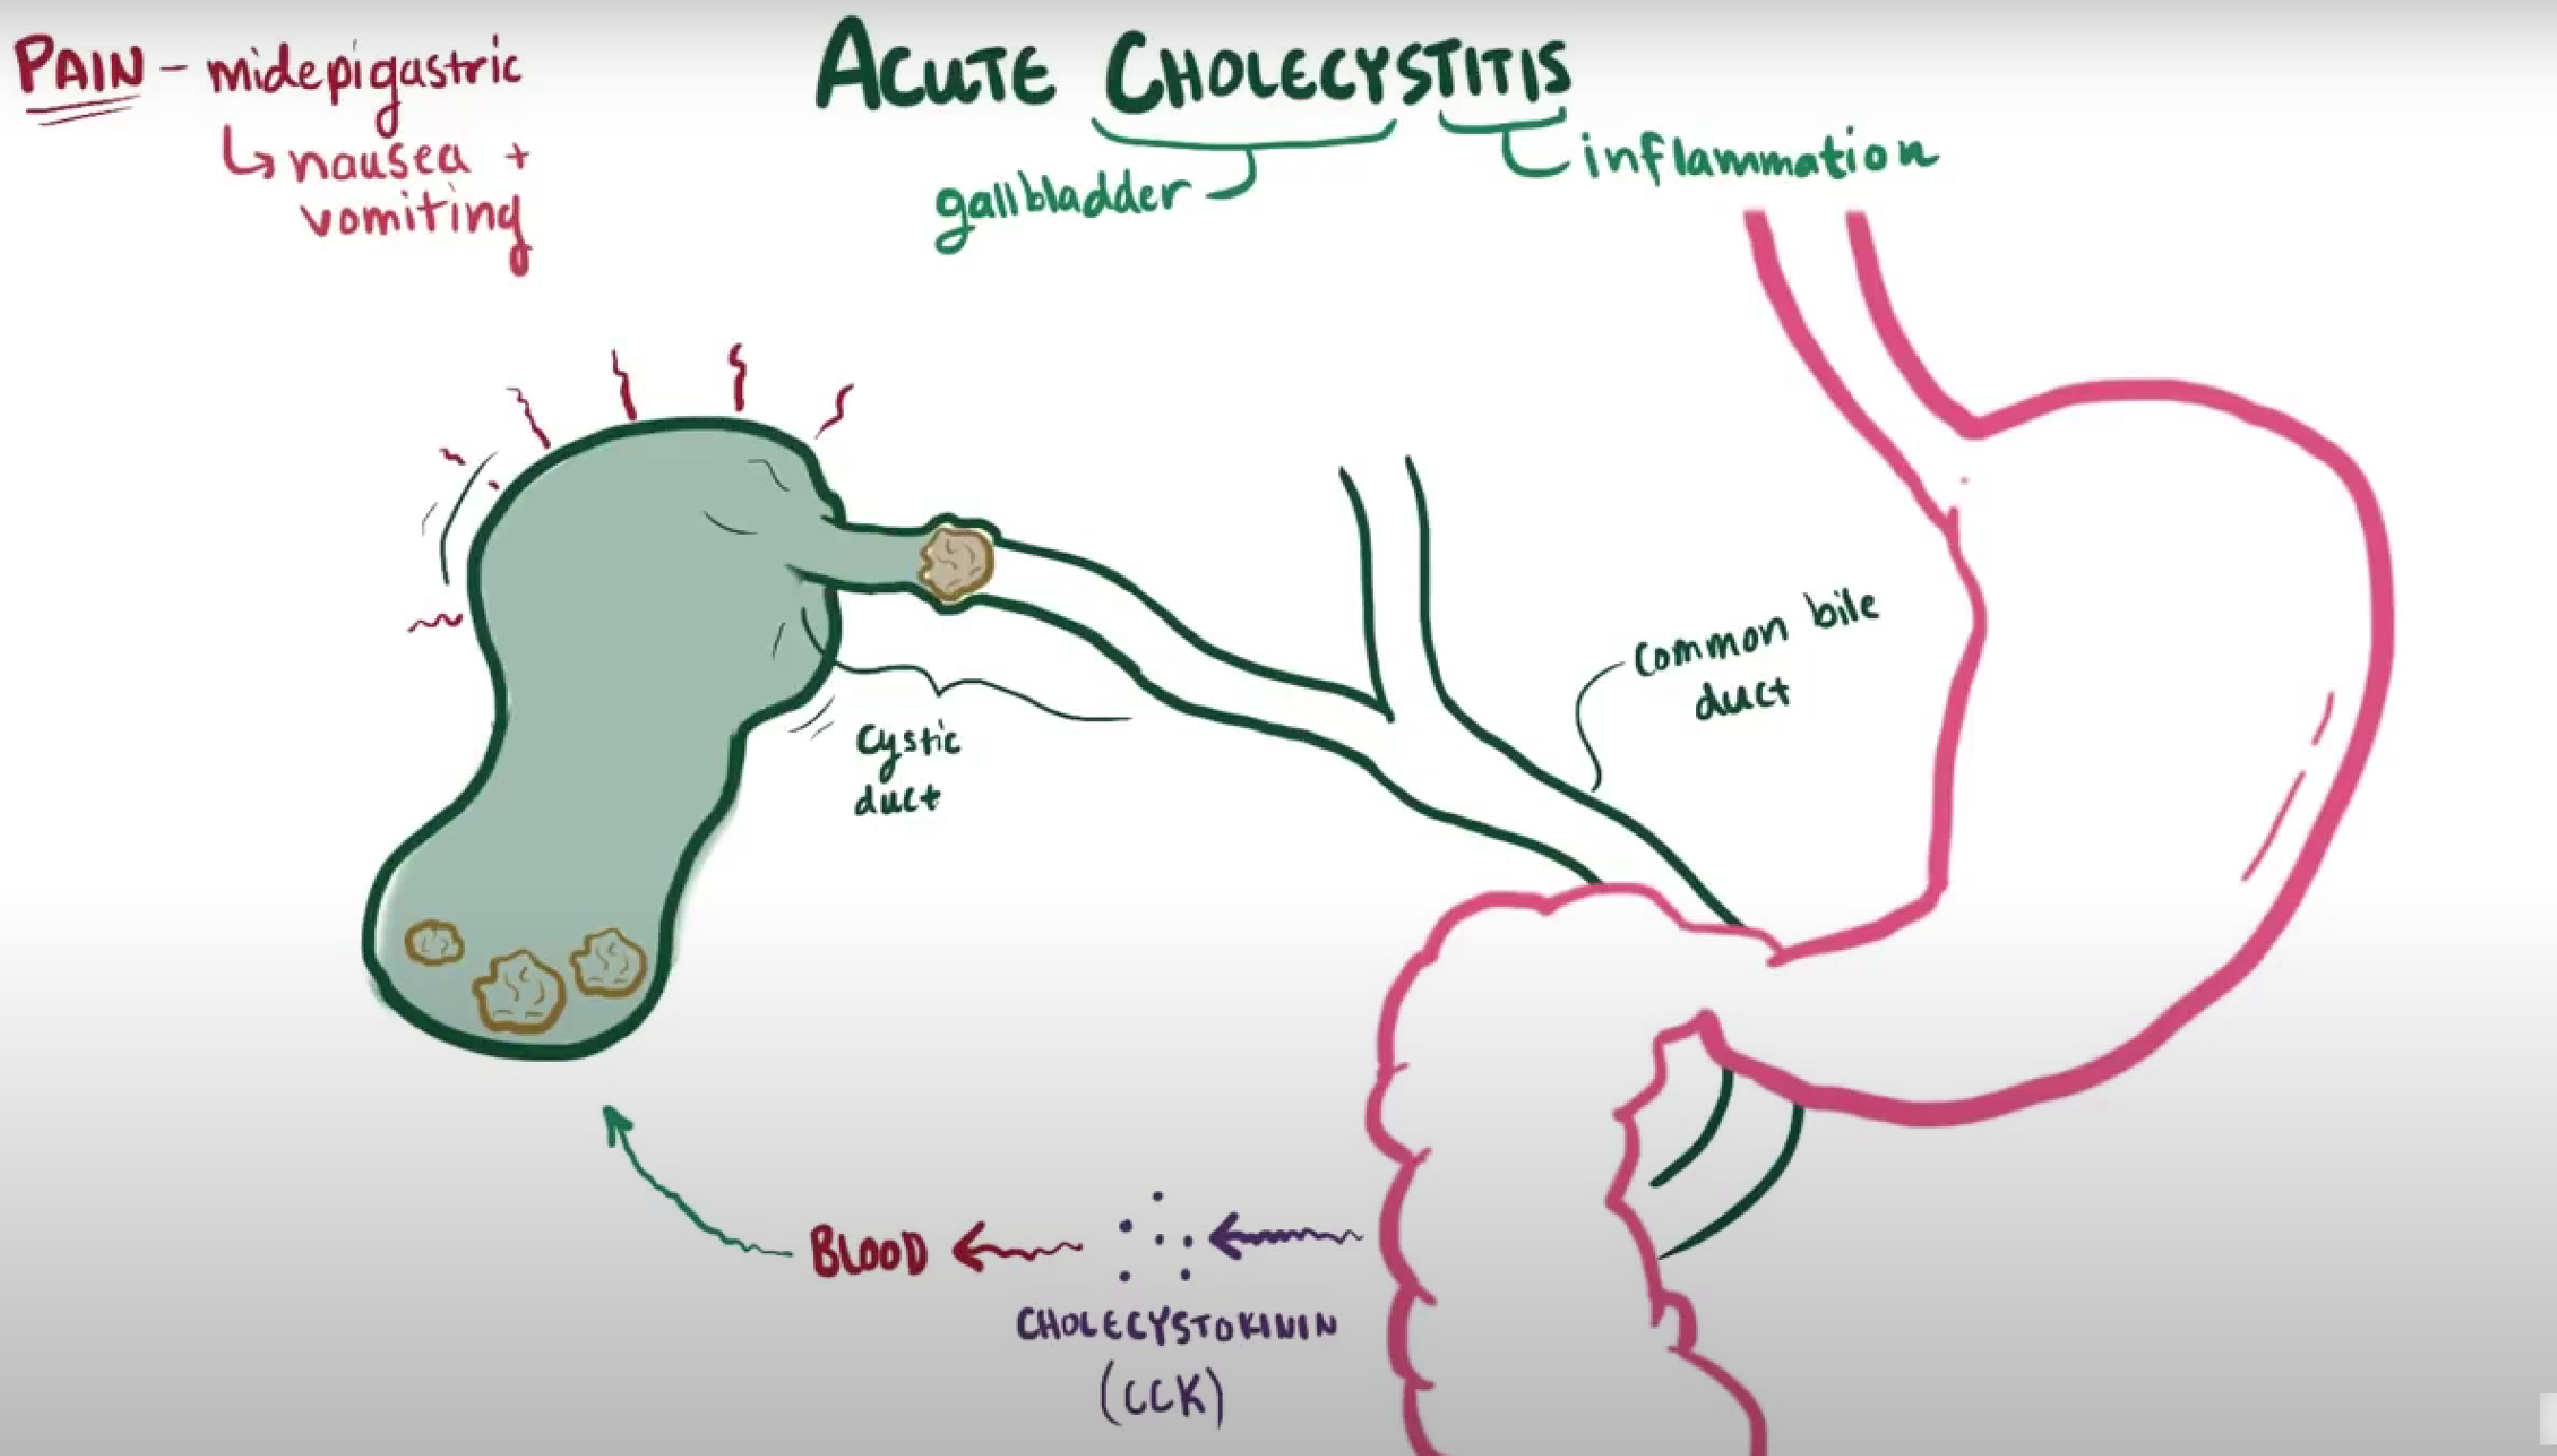 ACUTE CHOLECYSTITIS
gallbladder
inflammation
PAIN - midepigastric
↳ nausea +
vomiting
Cystic
duct
Common bile
duct
BLOOD
CHOLECYSTOKININ
(CCK)